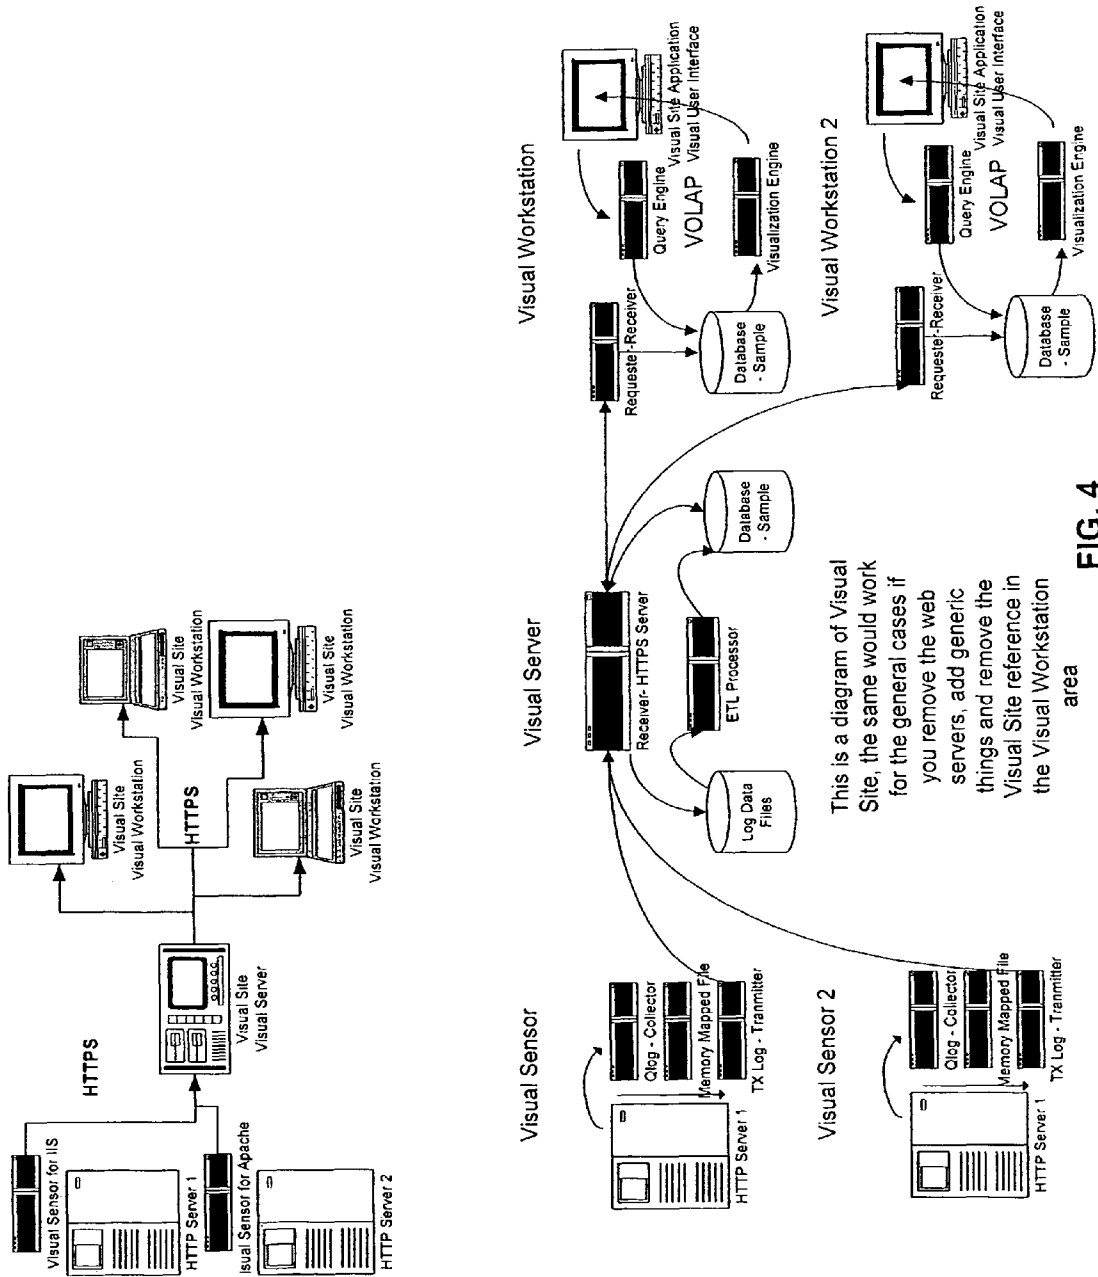 Visual Sensor for IIS
HTTP Server 1
isual Sensor for Apache
HTTP Server 2
HTTPS
Visual Site
Visual Server
HTTPS
Visual Site
Visual Workstation
Visual Site
Visual Workstation
Visual Site
Visual Workstation
Visual Site
Visual Workstation
Visual Sensor
HTTP Server 1
Qlog - Collector
Memory Mapped File
TX Log - Tranmitter
Visual Sensor 2
HTTP Server 1
Qlog - Collector
Memory Mapped File
TX Log - Tranmitter
Visual Server
Receiver- HTTPS Server
Log Data
Files
ETL Processor
Database
- Sample
This is a diagram of Visual
Site, the same would work
for the general cases if
you remove the web
servers, add generic
things and remove the
Visual Site reference in
the Visual Workstation
area
Visual Workstation
Requester-Receiver
Database
- Sample
Query Engine
VOLAP
Visualization Engine
Visual Site Application
Visual User Interface
Visual Workstation 2
Requester-Receiver
Database
- Sample
Query Engine
VOLAP
Visualization Engine
Visual Site Application
Visual User Interface
FIG. 4